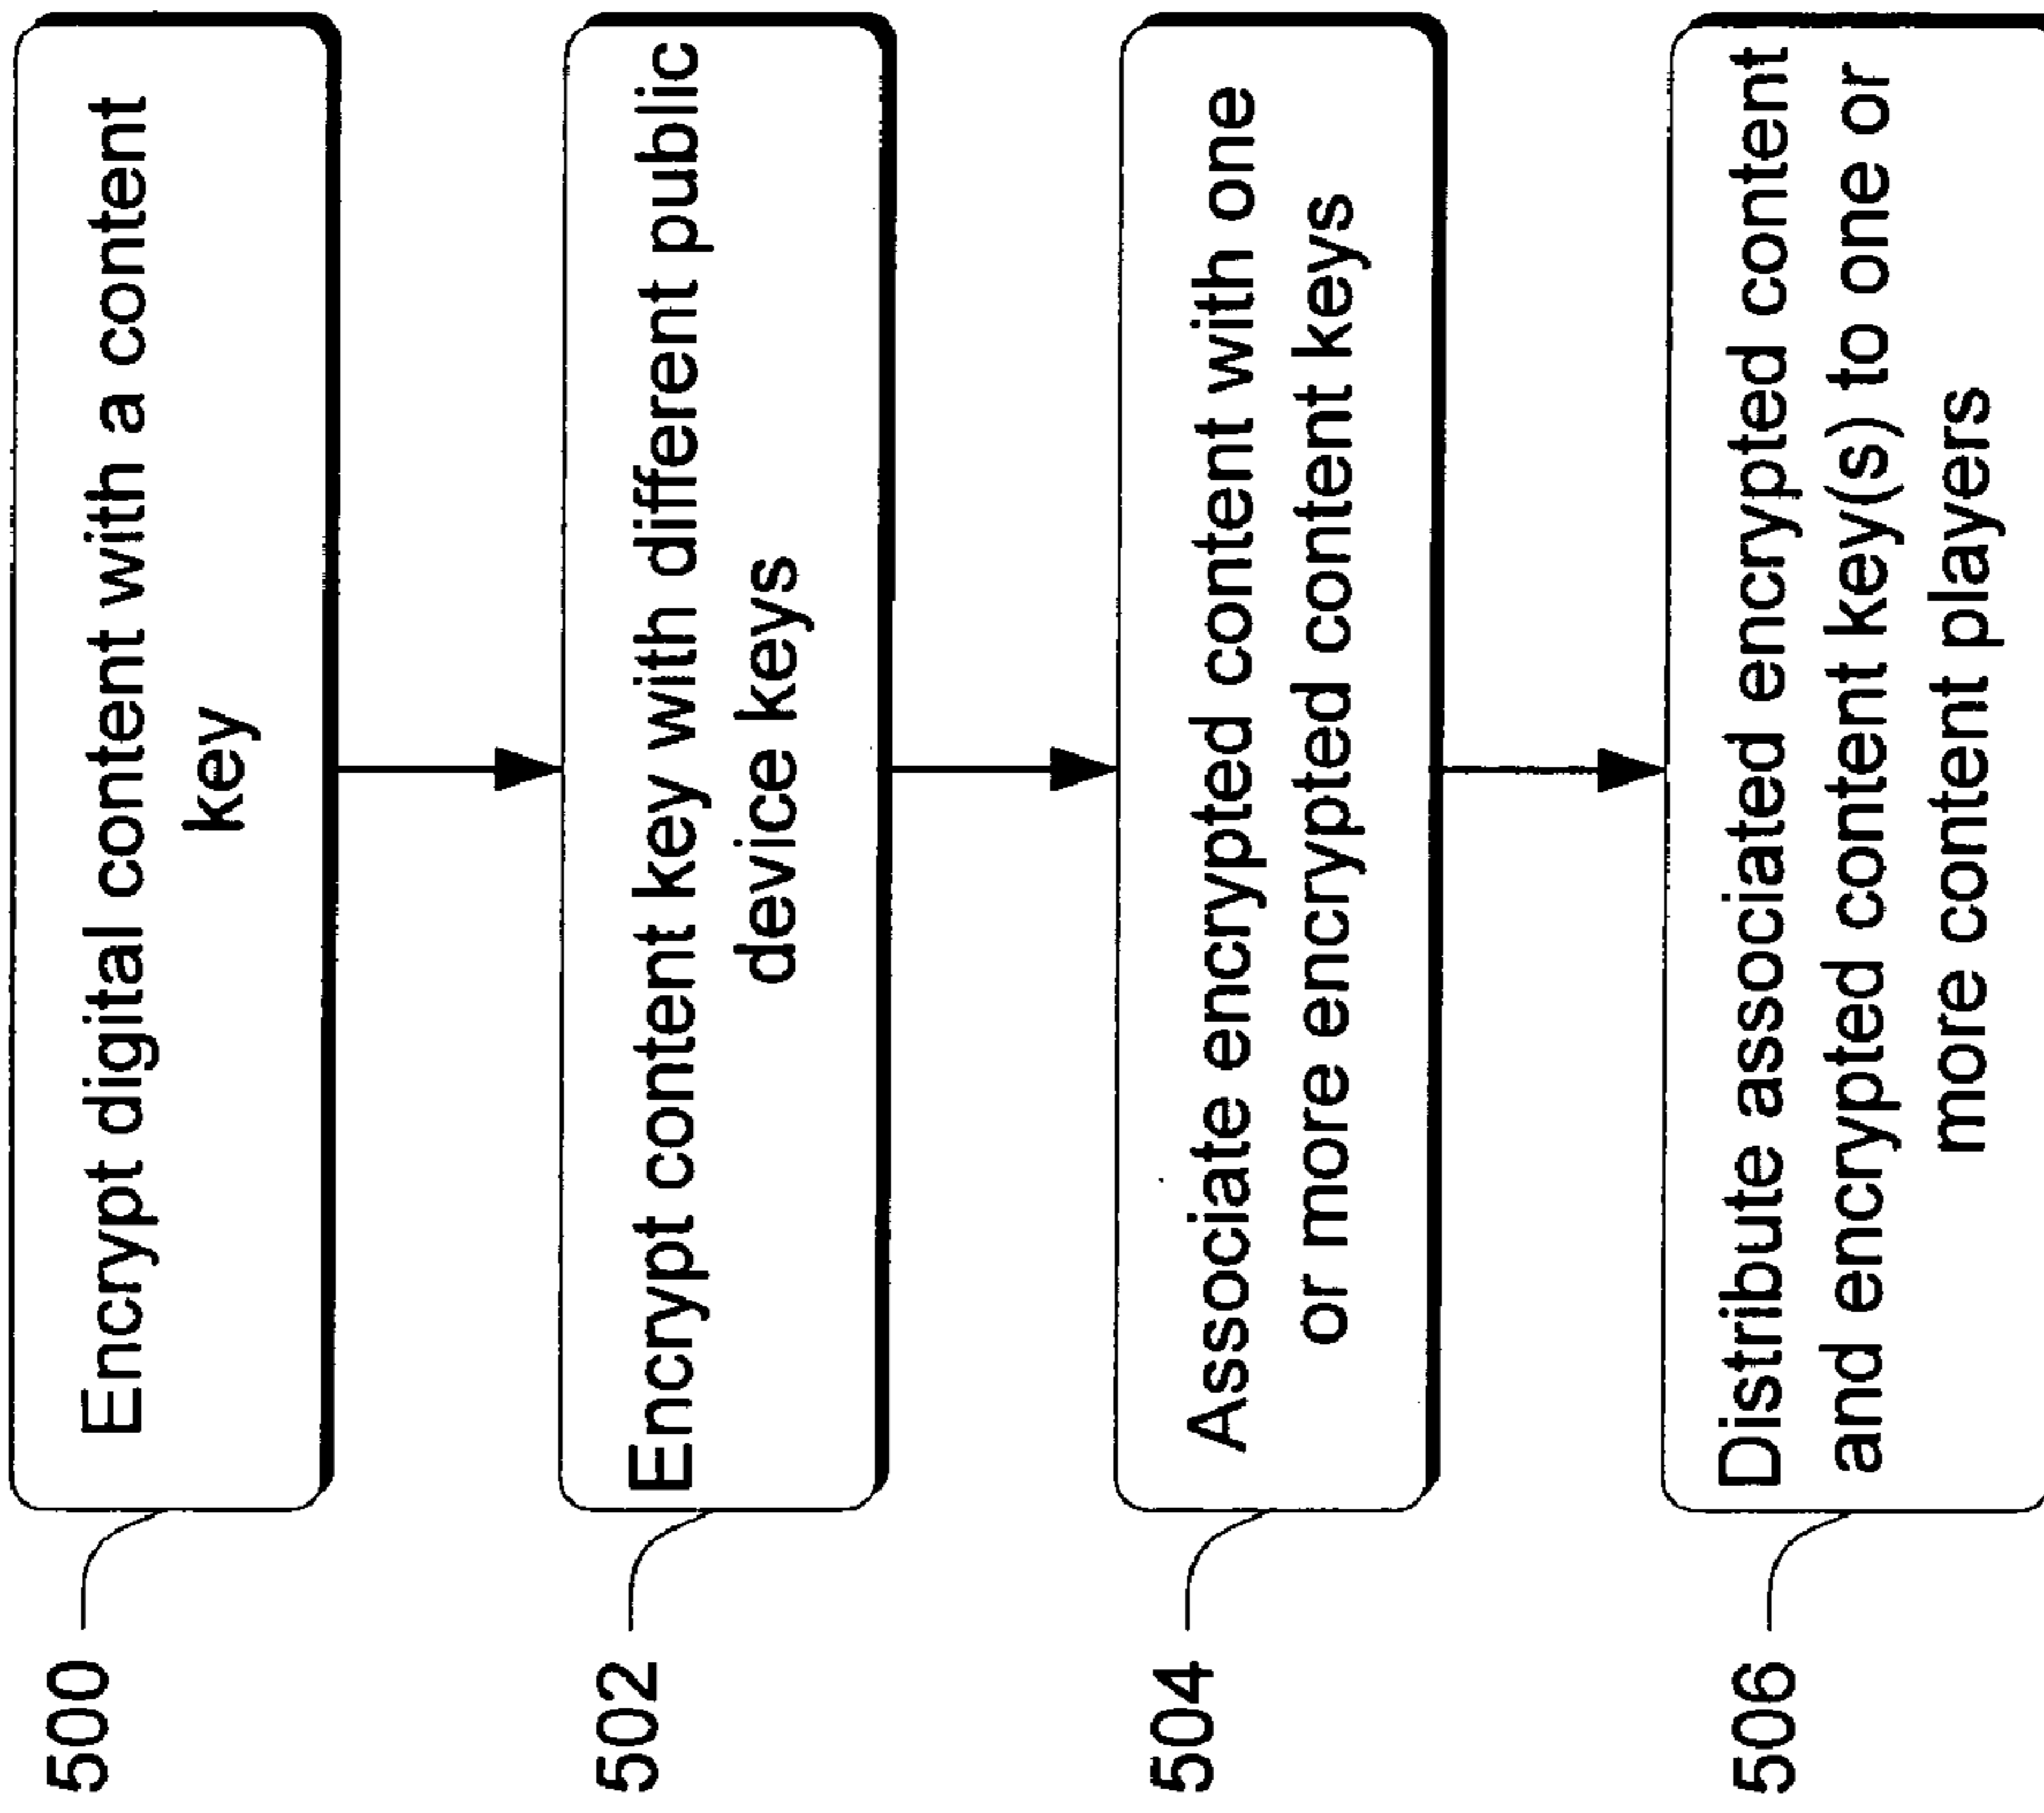 500
Encrypt digital content with a content
key
502
Encrypt content key with different public
device keys
504
Associate encrypted content with one
or more encrypted content keys
506
Distribute associated encrypted content
and encrypted content key(s) to one or
more content players